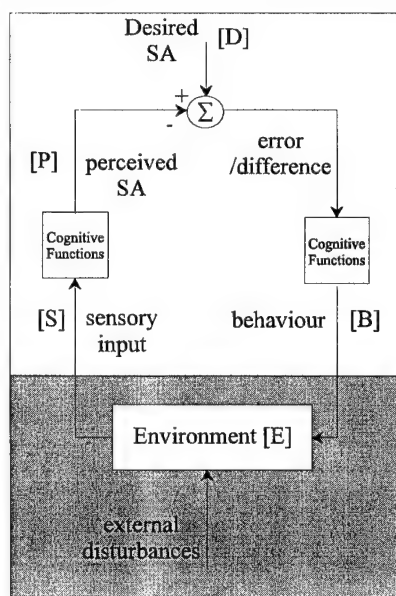 Desired
SA
[D]
+
-
Σ
[P]
perceived
SA
error
/difference
Cognitive
Functions
Cognitive
Functions
[S]
sensory
input
behaviour
[B]
Environment [E]
external
disturbances